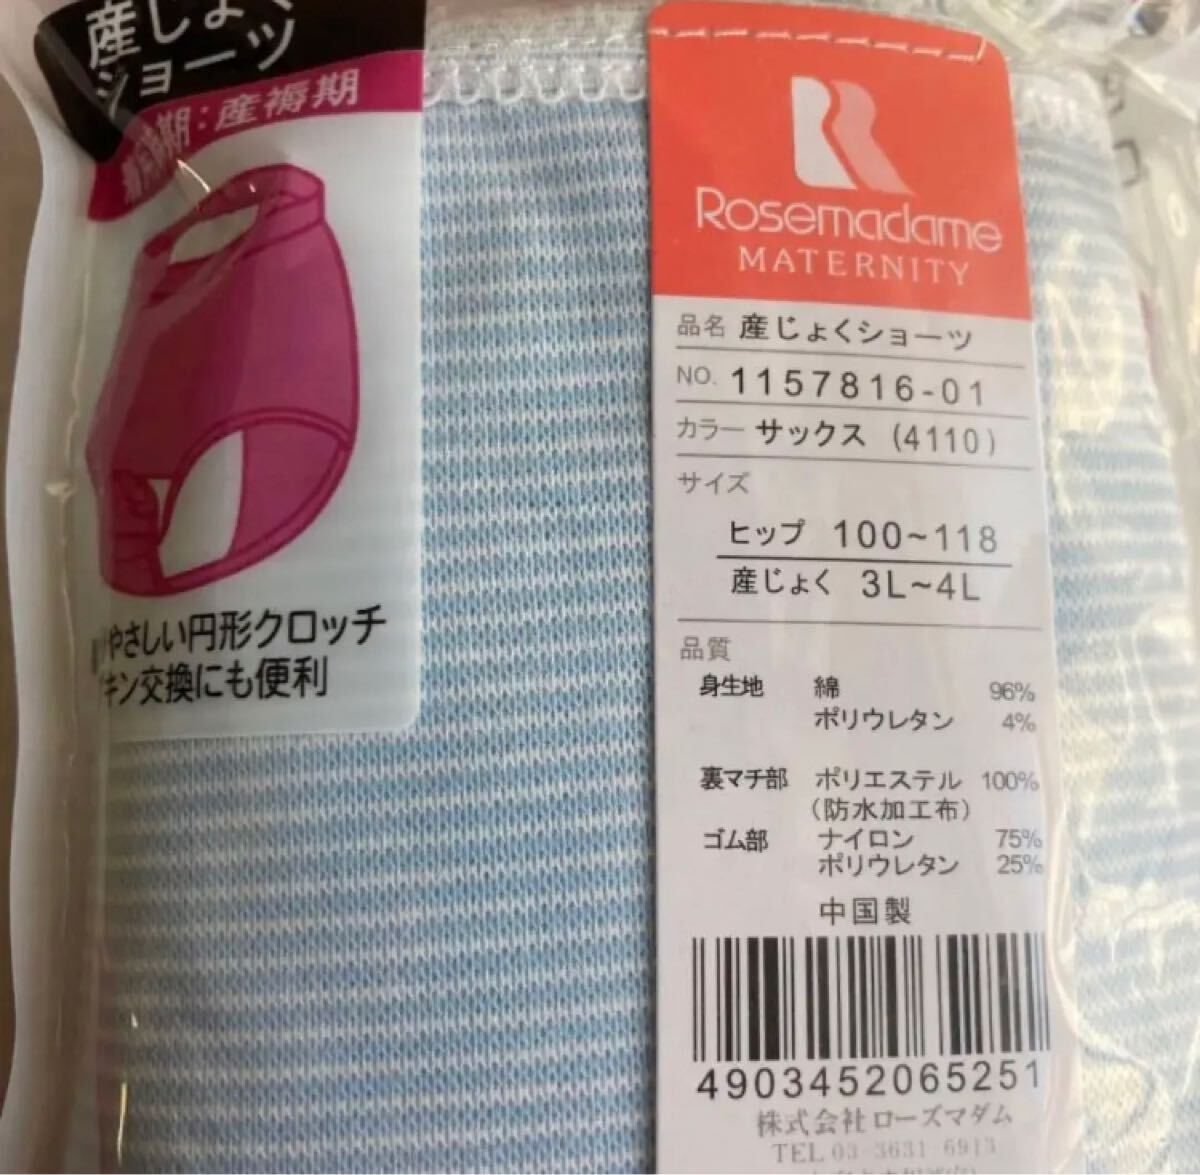 産じょく
ショーツ
期:産褥期
やさしい円形クロッチ
キン交換にも便利
Rosemadame
MATERNITY
品名 産じょくショーツ
NO. 1157816-01
カラー サックス (4110)
サイズ
ヒップ 100~118
産じょく 3L~4L
品質
身生地 綿 96%
ポリウレタン 4%
裏マチ部 ポリエステル 100%
(防水加工布)
ゴム部 ナイロン 75%
ポリウレタン 25%
中国製
4903452065251
株式会社 ローズマダム
TEL 03-3631-6913